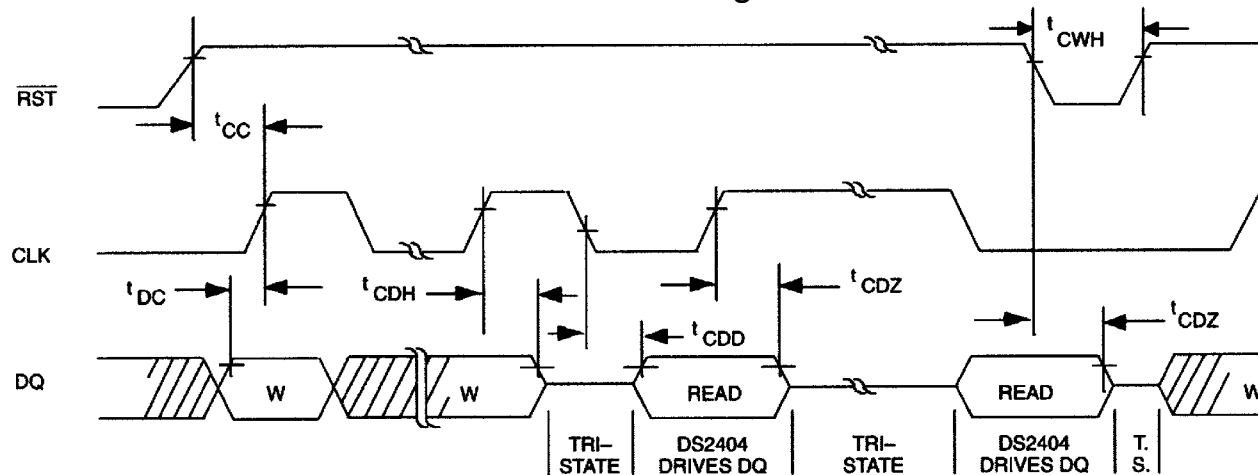 t CWH
RST
t CC
CLK
t DC
t CDH
t CDZ
t CDD
t CDZ
DQ
W
W
READ
READ
W
TRI–
STATE
DS2404
DRIVES DQ
TRI–
STATE
DS2404
DRIVES DQ
T.
S.